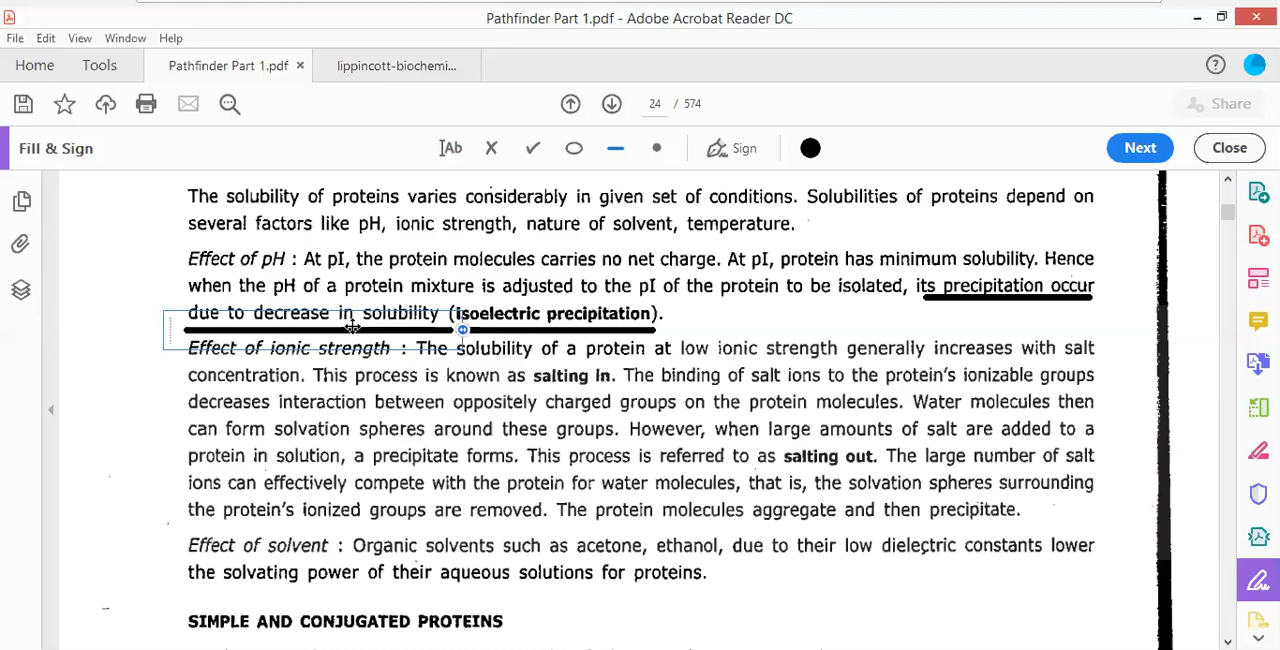 Pathfinder Part 1.pdf - Adobe Acrobat Reader DC
File Edit View Window Help
Home Tools Pathfinder Part 1.pdf × lippincott-biochemi...
24 / 574
Share
Fill & Sign
Ab Sign Next Close
The solubility of proteins varies considerably in given set of conditions. Solubilities of proteins depend on
several factors like pH, ionic strength, nature of solvent, temperature.
Effect of pH : At pI, the protein molecules carries no net charge. At pI, protein has minimum solubility. Hence
when the pH of a protein mixture is adjusted to the pI of the protein to be isolated, its precipitation occur
due to decrease in solubility (isoelectric precipitation).
Effect of ionic strength : The solubility of a protein at low ionic strength generally increases with salt
concentration. This process is known as salting in. The binding of salt ions to the protein's ionizable groups
decreases interaction between oppositely charged groups on the protein molecules. Water molecules then
can form solvation spheres around these groups. However, when large amounts of salt are added to a
protein in solution, a precipitate forms. This process is referred to as salting out. The large number of salt
ions can effectively compete with the protein for water molecules, that is, the solvation spheres surrounding
the protein's ionized groups are removed. The protein molecules aggregate and then precipitate.
Effect of solvent : Organic solvents such as acetone, ethanol, due to their low dielectric constants lower
the solvating power of their aqueous solutions for proteins.
SIMPLE AND CONJUGATED PROTEINS